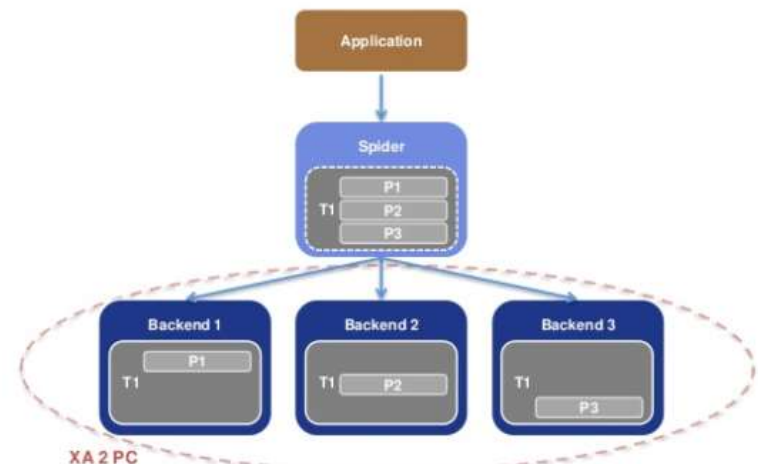 Application
Spider
P1
T1
P2
P3
Backend 1
Backend 2
Backend 3
P1
T1
T1
P2
T1
P3
XA 2 PC